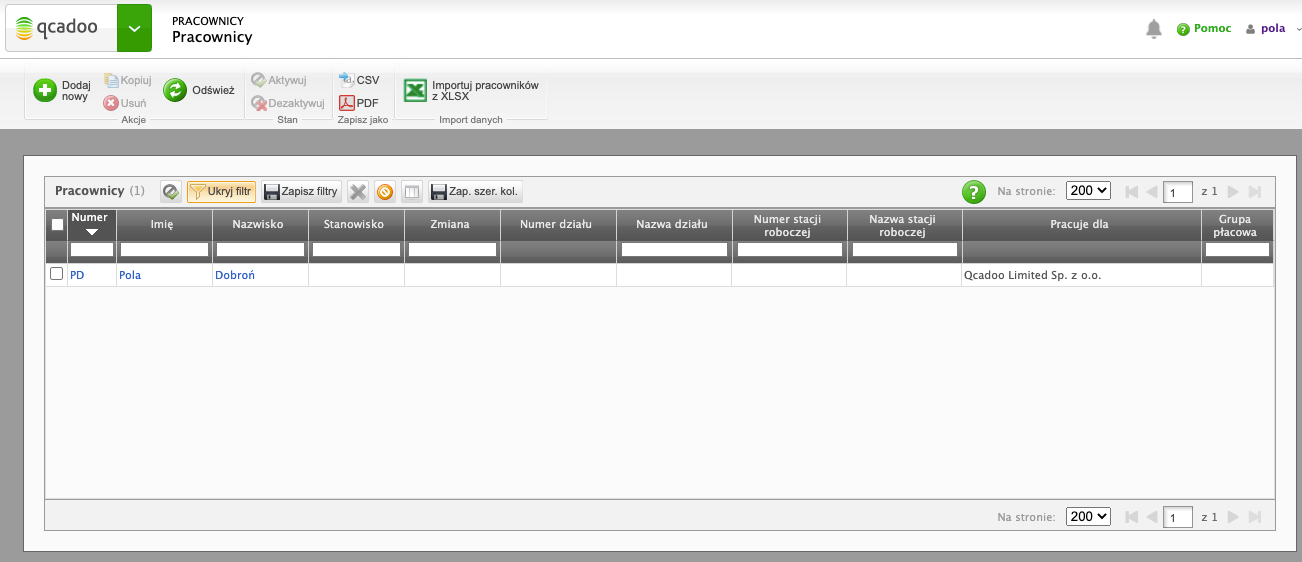 qcadoo
PRACOWNICY
Pracownicy
Pomoc
pola
Dodaj
nowy
Kopiuj
Usuń
Odśwież
Akcje
Aktywuj
Dezaktywuj
Stan
CSV
PDF
Zapisz jako
Importuj pracowników
z XLSX
Import danych
Pracownicy (1)
Ukryj filtr
Zapisz filtry
Zap. szer. kol.
Na stronie: 200
1 z 1
Numer
Imię
Nazwisko
Stanowisko
Zmiana
Numer działu
Nazwa działu
Numer stacji
roboczej
Nazwa stacji
roboczej
Pracuje dla
Grupa
płacowa
PD Pola Dobroń Qcadoo Limited Sp. z o.o.
Na stronie: 200
1 z 1